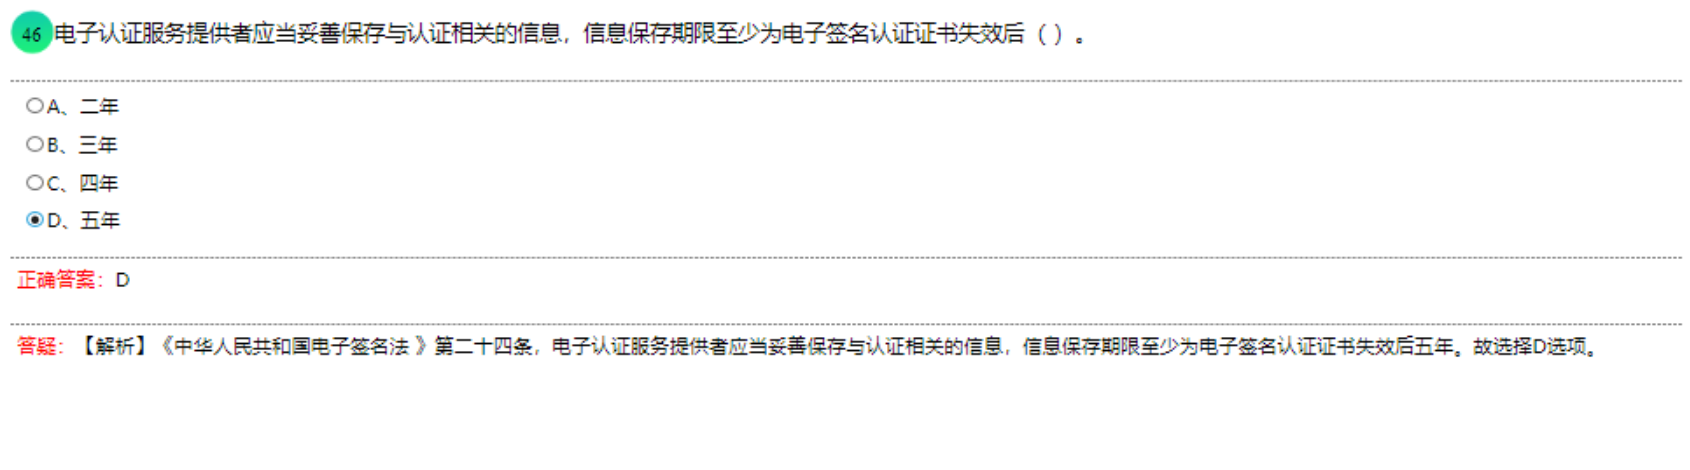 46 电子认证服务提供者应当妥善保存与认证相关的信息，信息保存期限至少为电子签名认证证书失效后（ ）。
A、二年
B、三年
C、四年
D、五年
正确答案：D
答疑：【解析】《中华人民共和国电子签名法 》第二十四条，电子认证服务提供者应当妥善保存与认证相关的信息，信息保存期限至少为电子签名认证证书失效后五年。故选择D选项。